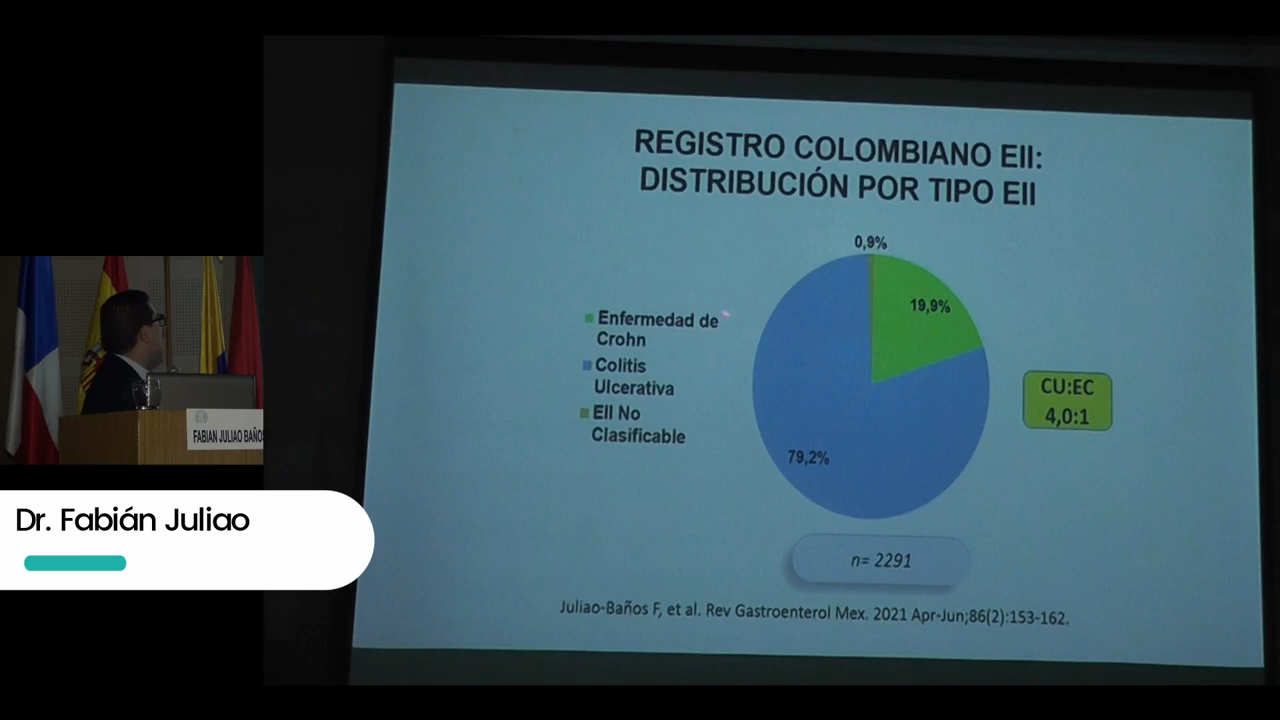 REGISTRO COLOMBIANO EII:
DISTRIBUCIÓN POR TIPO EII
0,9%
19,9%
79,2%
Enfermedad de
Crohn
Colitis
Ulcerativa
EII No
Clasificable
CU:EC
4,0:1
n= 2291
Juliao-Baños F, et al. Rev Gastroenterol Mex. 2021 Apr-Jun;86(2):153-162.
FABIAN JULIAO BAÑOS
Dr. Fabián Juliao